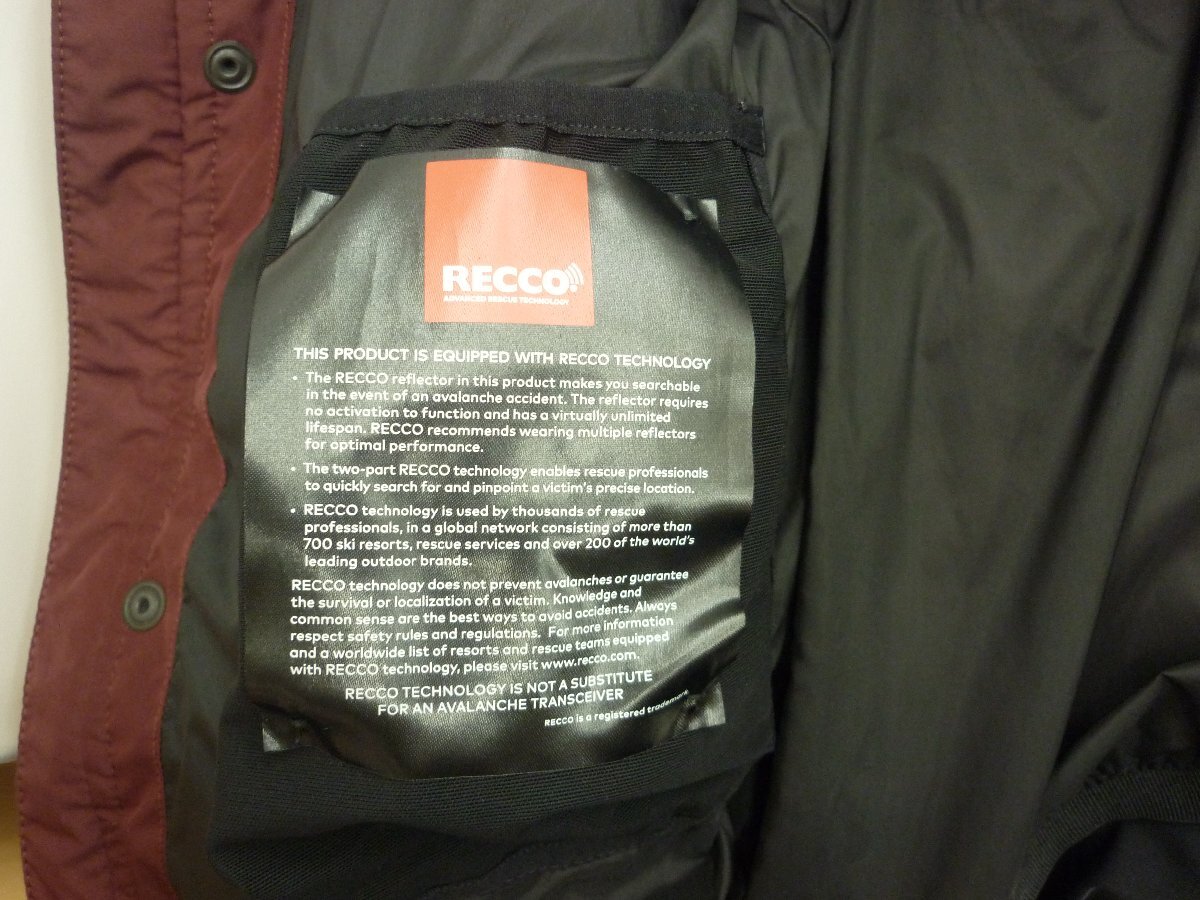 RECCO
ADVANCED RESCUE TECHNOLOGY
THIS PRODUCT IS EQUIPPED WITH RECCO TECHNOLOGY
• The RECCO reflector in this product makes you searchable
in the event of an avalanche accident. The reflector requires
no activation to function and has a virtually unlimited
lifespan. RECCO recommends wearing multiple reflectors
for optimal performance.
• The two-part RECCO technology enables rescue professionals
to quickly search for and pinpoint a victim's precise location.
• RECCO technology is used by thousands of rescue
professionals, in a global network consisting of more than
700 ski resorts, rescue services and over 200 of the world's
leading outdoor brands.
RECCO technology does not prevent avalanches or guarantee
the survival or localization of a victim. Knowledge and
common sense are the best ways to avoid accidents. Always
respect safety rules and regulations. For more information
and a worldwide list of resorts and rescue teams equipped
with RECCO technology, please visit www.recco.com.
RECCO TECHNOLOGY IS NOT A SUBSTITUTE
FOR AN AVALANCHE TRANSCEIVER
RECCO is a registered trademark